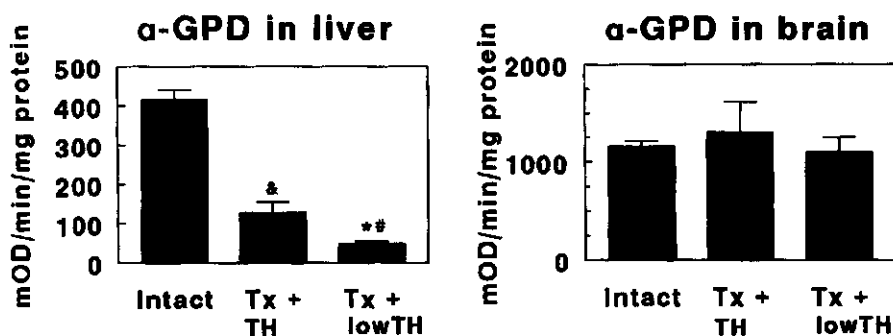 α-GPD in liver
mOD/min/mg protein
500
400
300
200
100
0
&
*#
Intact
Tx +
TH
Tx +
lowTH
α-GPD in brain
mOD/min/mg protein
2000
1000
0
Intact
Tx +
TH
Tx +
lowTH